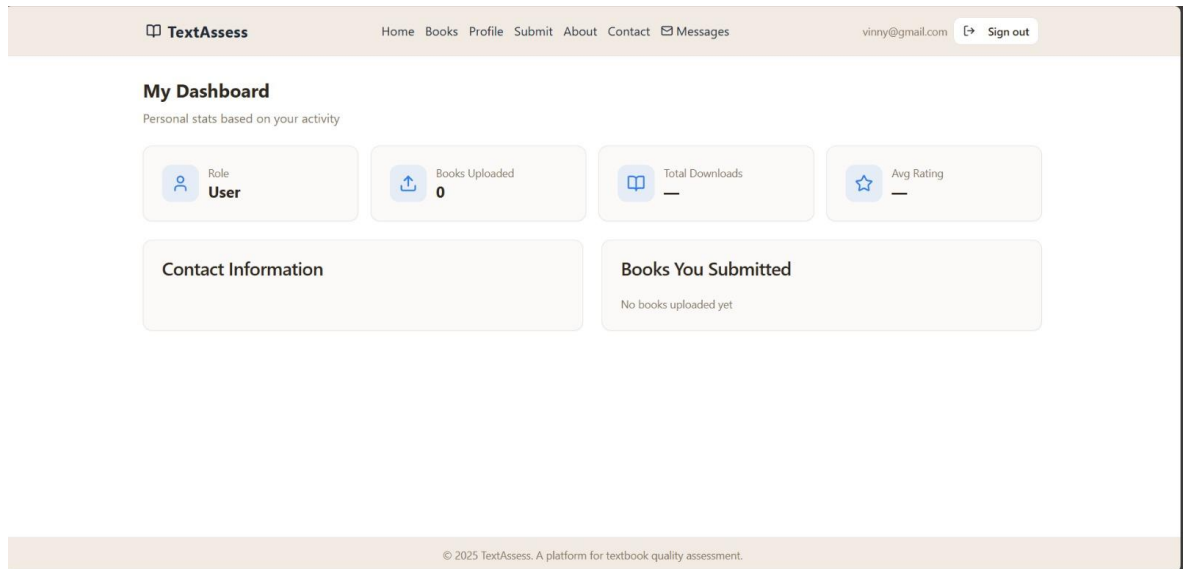 TextAssess
Home Books Profile Submit About Contact Messages
vinny@gmail.com
Sign out
My Dashboard
Personal stats based on your activity
Role
User
Books Uploaded
0
Total Downloads
—
Avg Rating
—
Contact Information
Books You Submitted
No books uploaded yet
© 2025 TextAssess. A platform for textbook quality assessment.